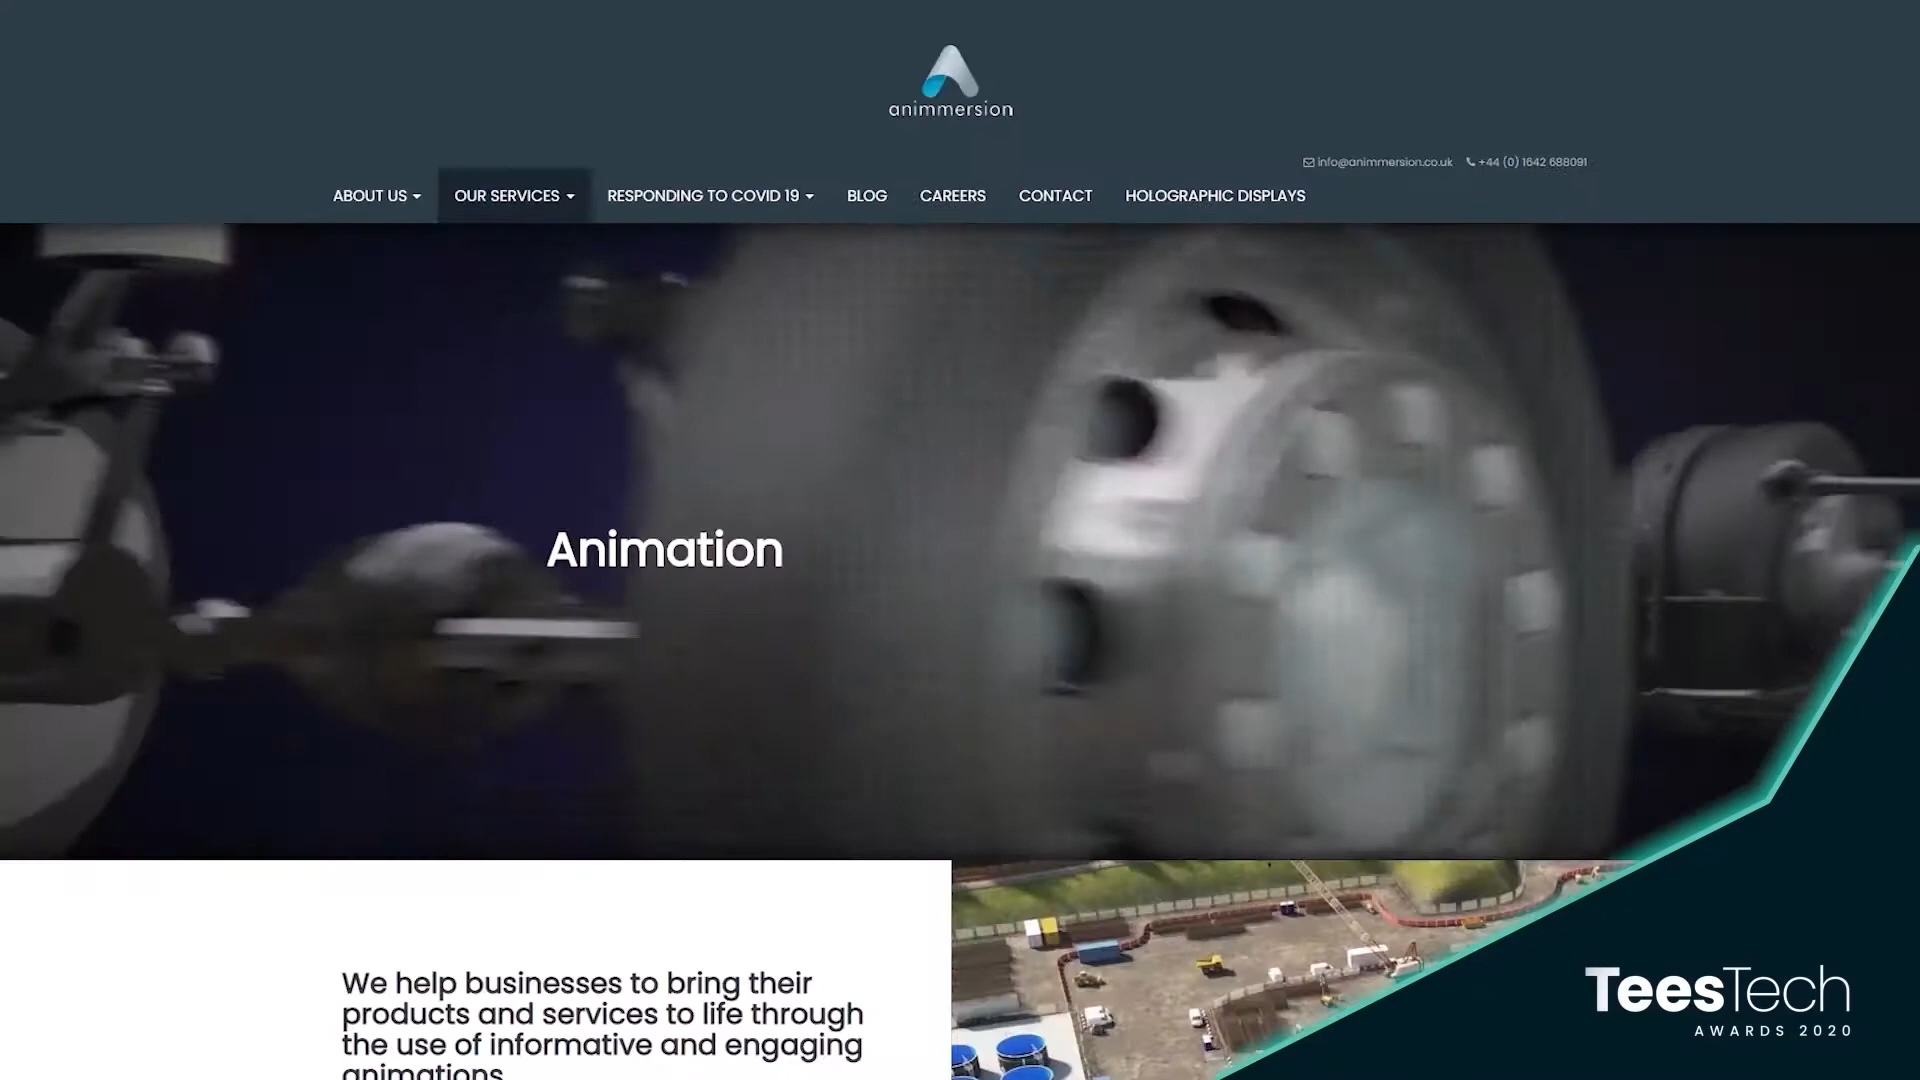 animmersion
info@animmersion.co.uk +44 (0) 1642 688091
ABOUT US OUR SERVICES RESPONDING TO COVID 19 BLOG CAREERS CONTACT HOLOGRAPHIC DISPLAYS
Animation
We help businesses to bring their
products and services to life through
the use of informative and engaging
animations
TeesTech
AWARDS 2020